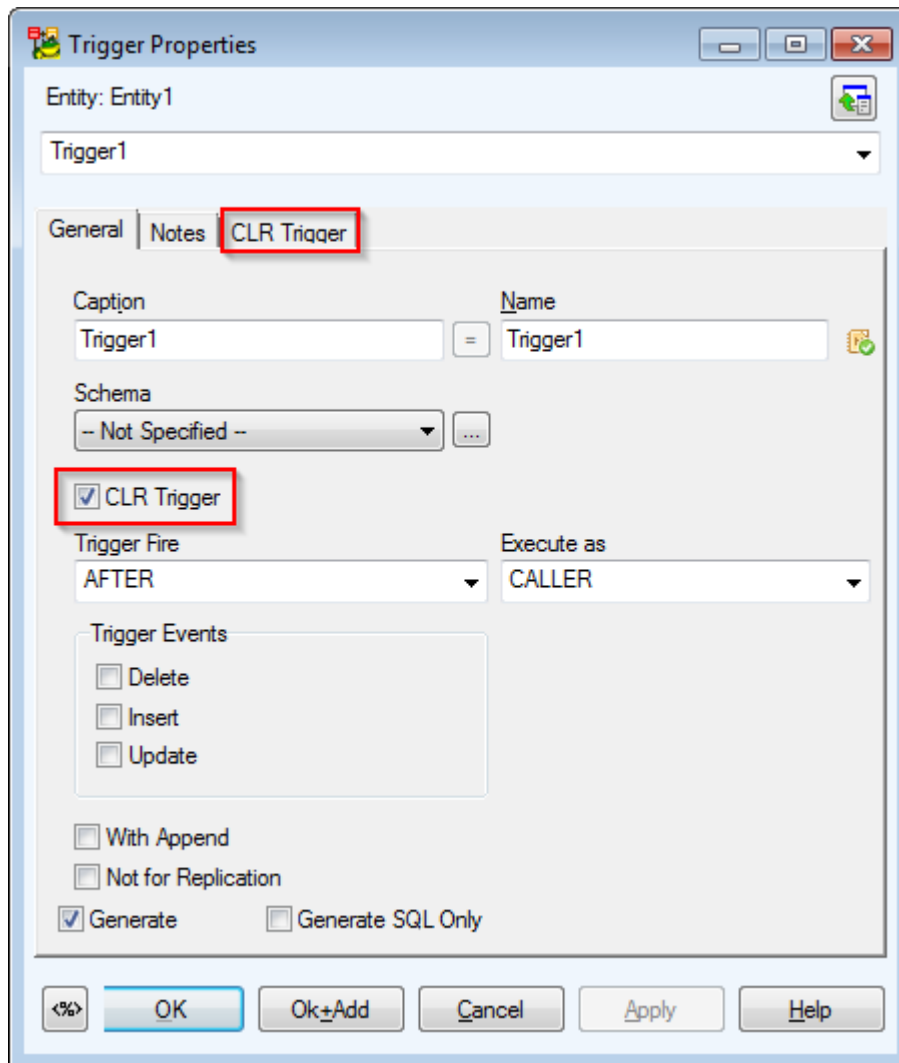 Trigger Properties
Entity: Entity1
Trigger1
General Notes CLR Trigger
Caption Name
Trigger1 = Trigger1
Schema
-- Not Specified -- ...
CLR Trigger
Trigger Fire Execute as
AFTER CALLER
Trigger Events
Delete
Insert
Update
With Append
Not for Replication
Generate Generate SQL Only
<%> OK Ok+Add Cancel Apply Help